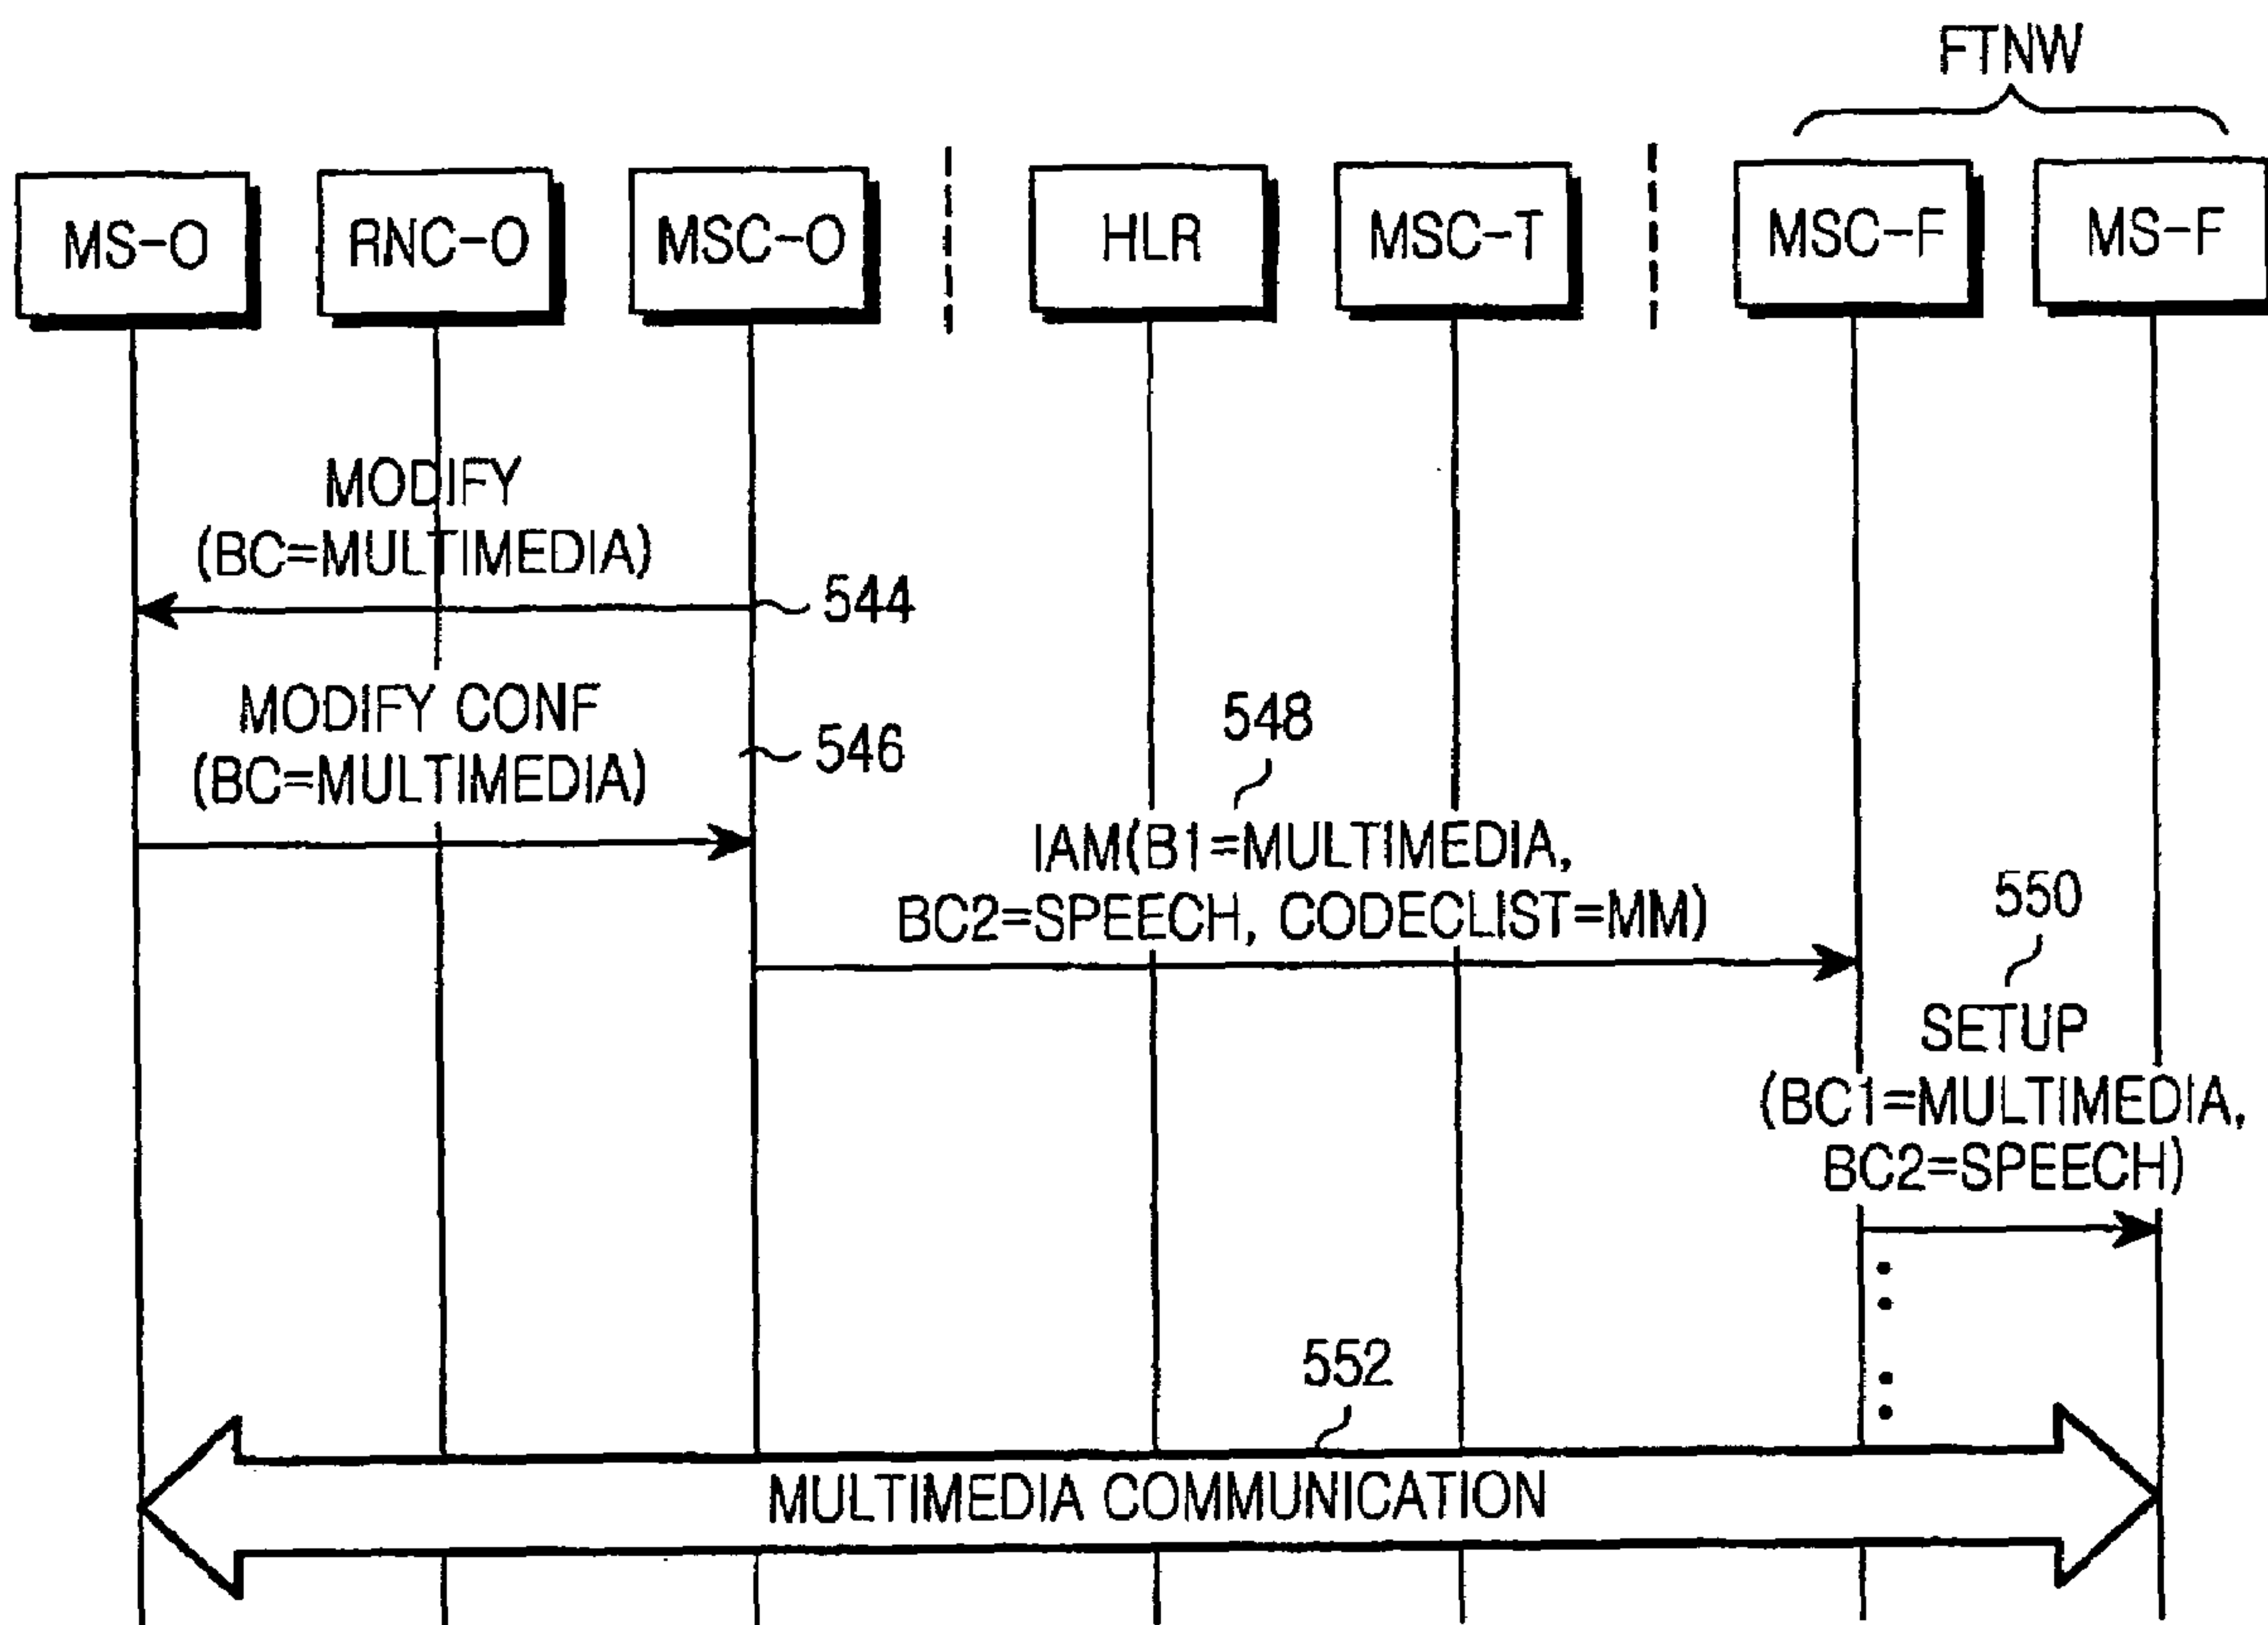 FTNW
MS-O
RNC-O
MSC-O
HLR
MSC-T
MSC-F
MS-F
MODIFY
(BC=MULTIMEDIA)
544
MODIFY CONF
(BC=MULTIMEDIA)
546
548
IAM(B1=MULTIMEDIA,
BC2=SPEECH, CODECLIST=MM)
550
SETUP
(BC1=MULTIMEDIA,
BC2=SPEECH)
552
MULTIMEDIA COMMUNICATION